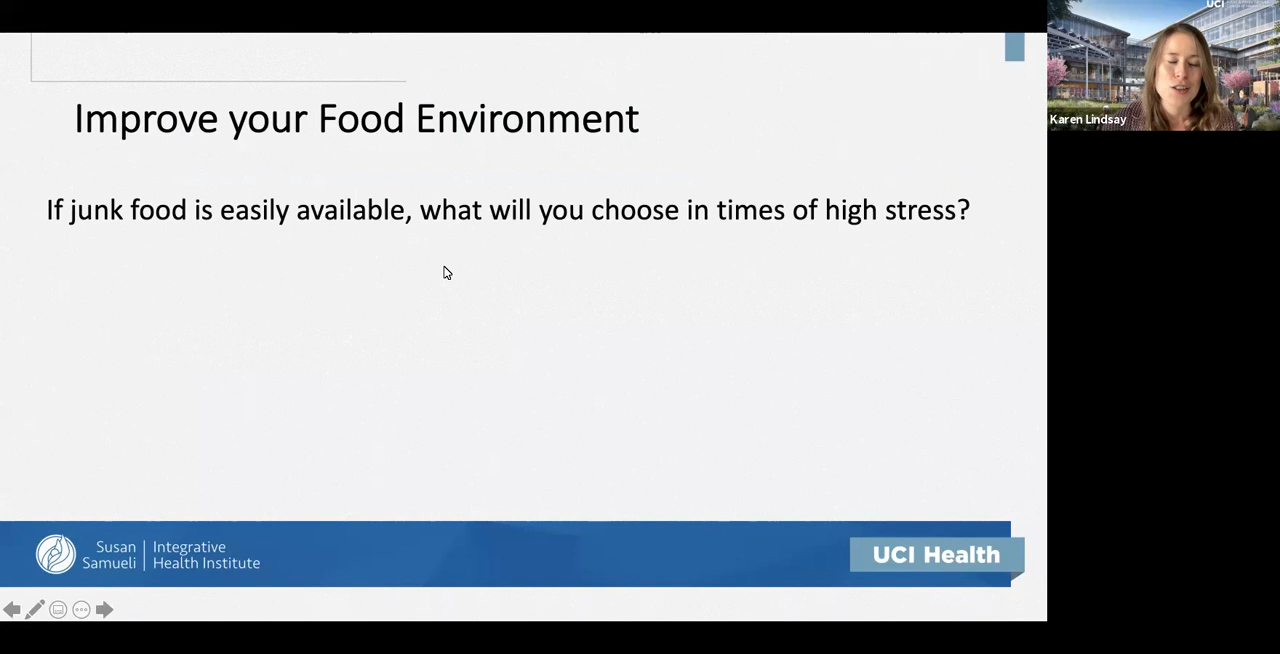 UCI
Karen Lindsay
Improve your Food Environment
If junk food is easily available, what will you choose in times of high stress?
Susan
Samueli
Integrative
Health Institute
UCI Health